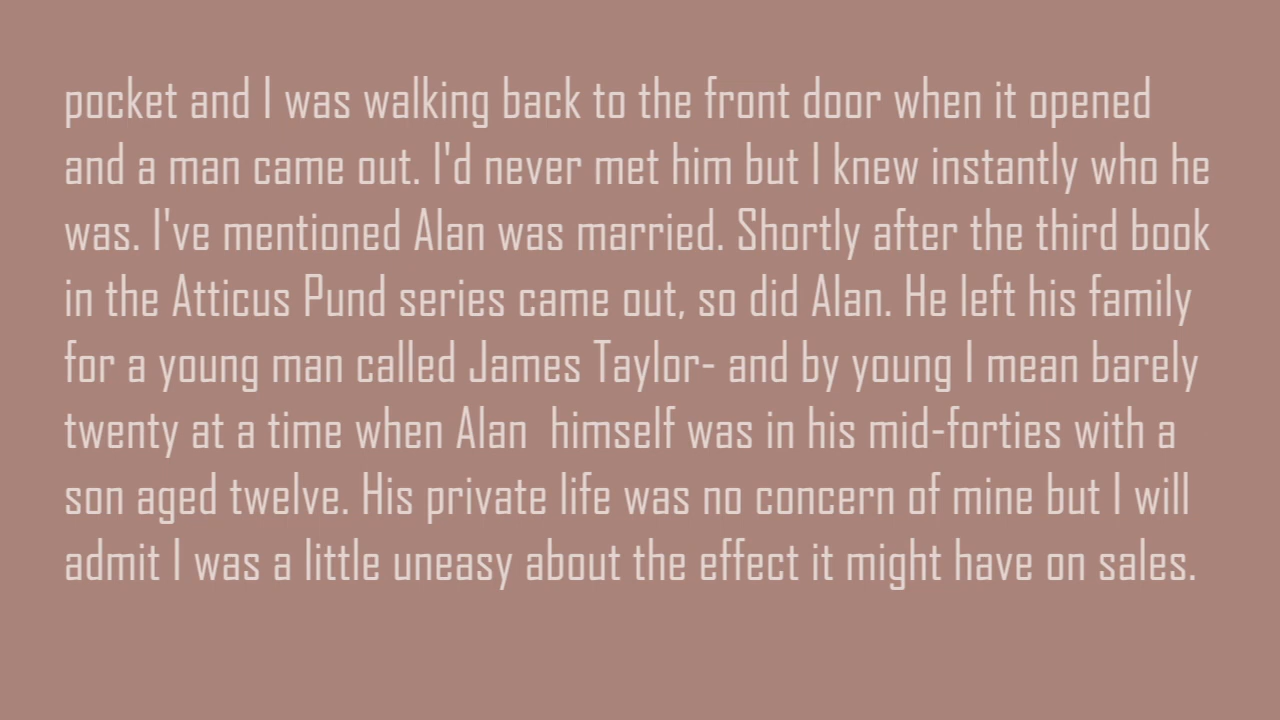 pocket and I was walking back to the front door when it opened
and a man came out. I'd never met him but I knew instantly who he
was. I've mentioned Alan was married. Shortly after the third book
in the Atticus Pund series came out, so did Alan. He left his family
for a young man called James Taylor- and by young I mean barely
twenty at a time when Alan  himself was in his mid-forties with a
son aged twelve. His private life was no concern of mine but I will
admit I was a little uneasy about the effect it might have on sales.